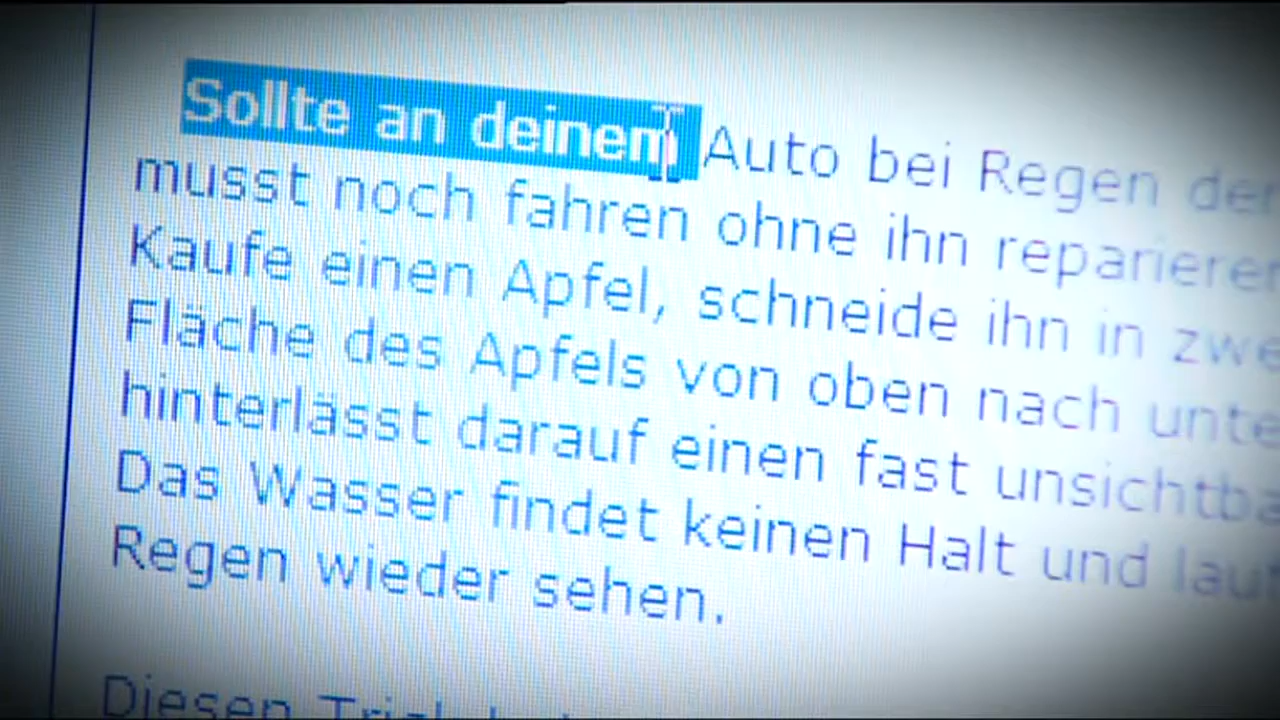 Sollte an deinem Auto bei Regen der
musst noch fahren ohne ihn reparieren
Kaufe einen Apfel, schneide ihn in zwe
Fläche des Apfels von oben nach unte
hinterlässt darauf einen fast unsichtba
Das Wasser findet keinen Halt und lau
Regen wieder sehen.
Diesen